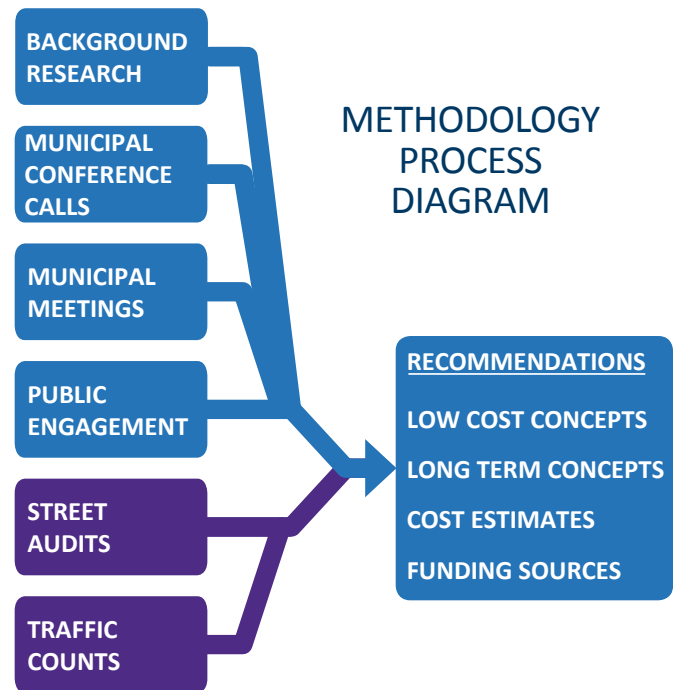 BACKGROUND
RESEARCH
MUNICIPAL
CONFERENCE
CALLS
MUNICIPAL
MEETINGS
PUBLIC
ENGAGEMENT
STREET
AUDITS
TRAFFIC
COUNTS
METHODOLOGY
PROCESS
DIAGRAM
RECOMMENDATIONS
LOW COST CONCEPTS
LONG TERM CONCEPTS
COST ESTIMATES
FUNDING SOURCES